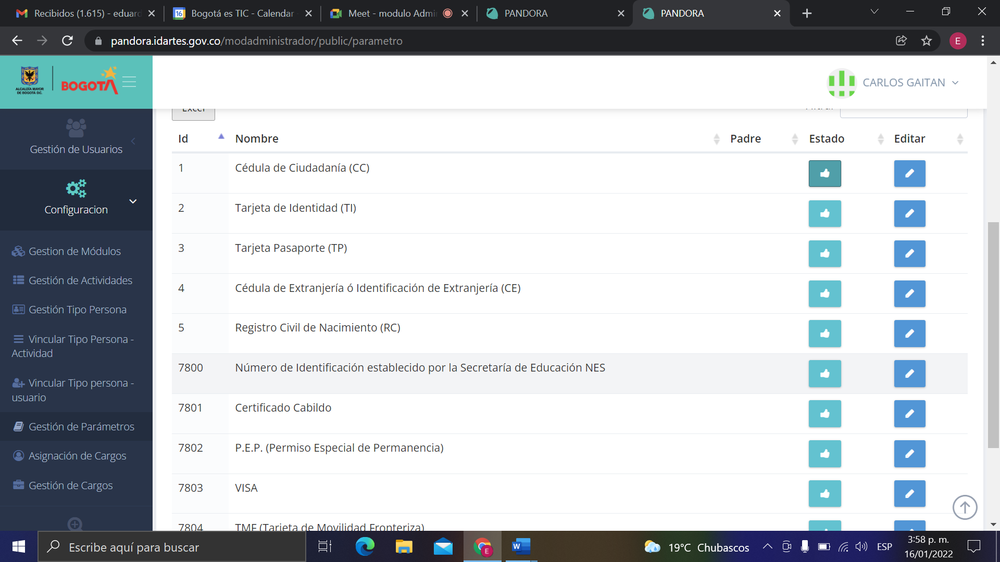 Recibidos (1.615) - eduard
Bogotá es TIC - Calendar
Meet - modulo Admi
PANDORA
PANDORA
pandora.idartes.gov.co/modadministrador/public/parametro
E
ALCALDÍA MAYOR
DE BOGOTÁ D.C.
BOGOTA
CARLOS GAITAN
Excel
Id
Nombre
Padre
Estado
Editar
Gestión de Usuarios
Configuracion
Gestion de Módulos
Gestión de Actividades
Gestión Tipo Persona
Vincular Tipo Persona -
Actividad
Vincular Tipo persona -
usuario
Gestión de Parámetros
Asignación de Cargos
Gestión de Cargos
1 Cédula de Ciudadanía (CC)
2 Tarjeta de Identidad (TI)
3 Tarjeta Pasaporte (TP)
4 Cédula de Extranjería ó Identificación de Extranjería (CE)
5 Registro Civil de Nacimiento (RC)
7800 Número de Identificación establecido por la Secretaría de Educación NES
7801 Certificado Cabildo
7802 P.E.P. (Permiso Especial de Permanencia)
7803 VISA
7804 TMF (Tarjeta de Movilidad Fronteriza)
Escribe aquí para buscar
19°C Chubascos
ESP
3:58 p. m.
16/01/2022